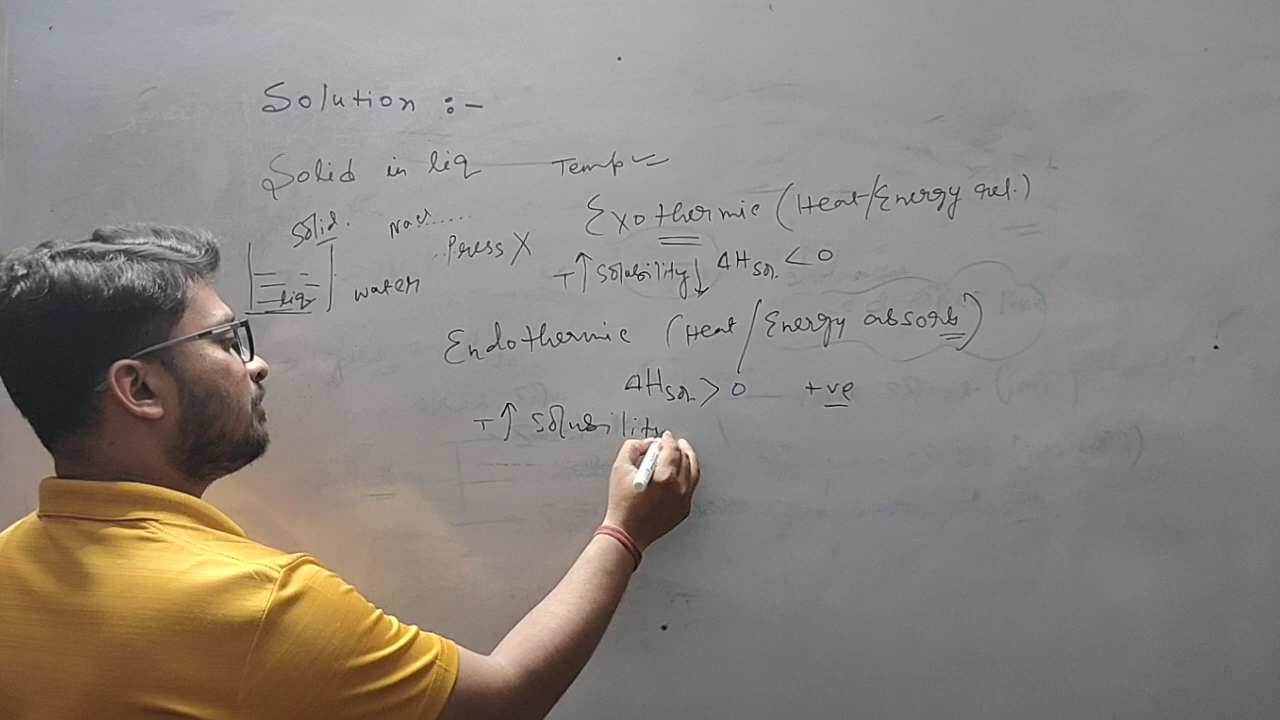 Solution :-
Solid in liq — Temp
Exothermic (Heat/Energy rel.)
solid. Nacl.....
Press X
T↑ solubility↓ ΔHsol. < 0
liq water
Endothermic (Heat/Energy absorb)
ΔHsol. > 0 +ve
T↑ solubility